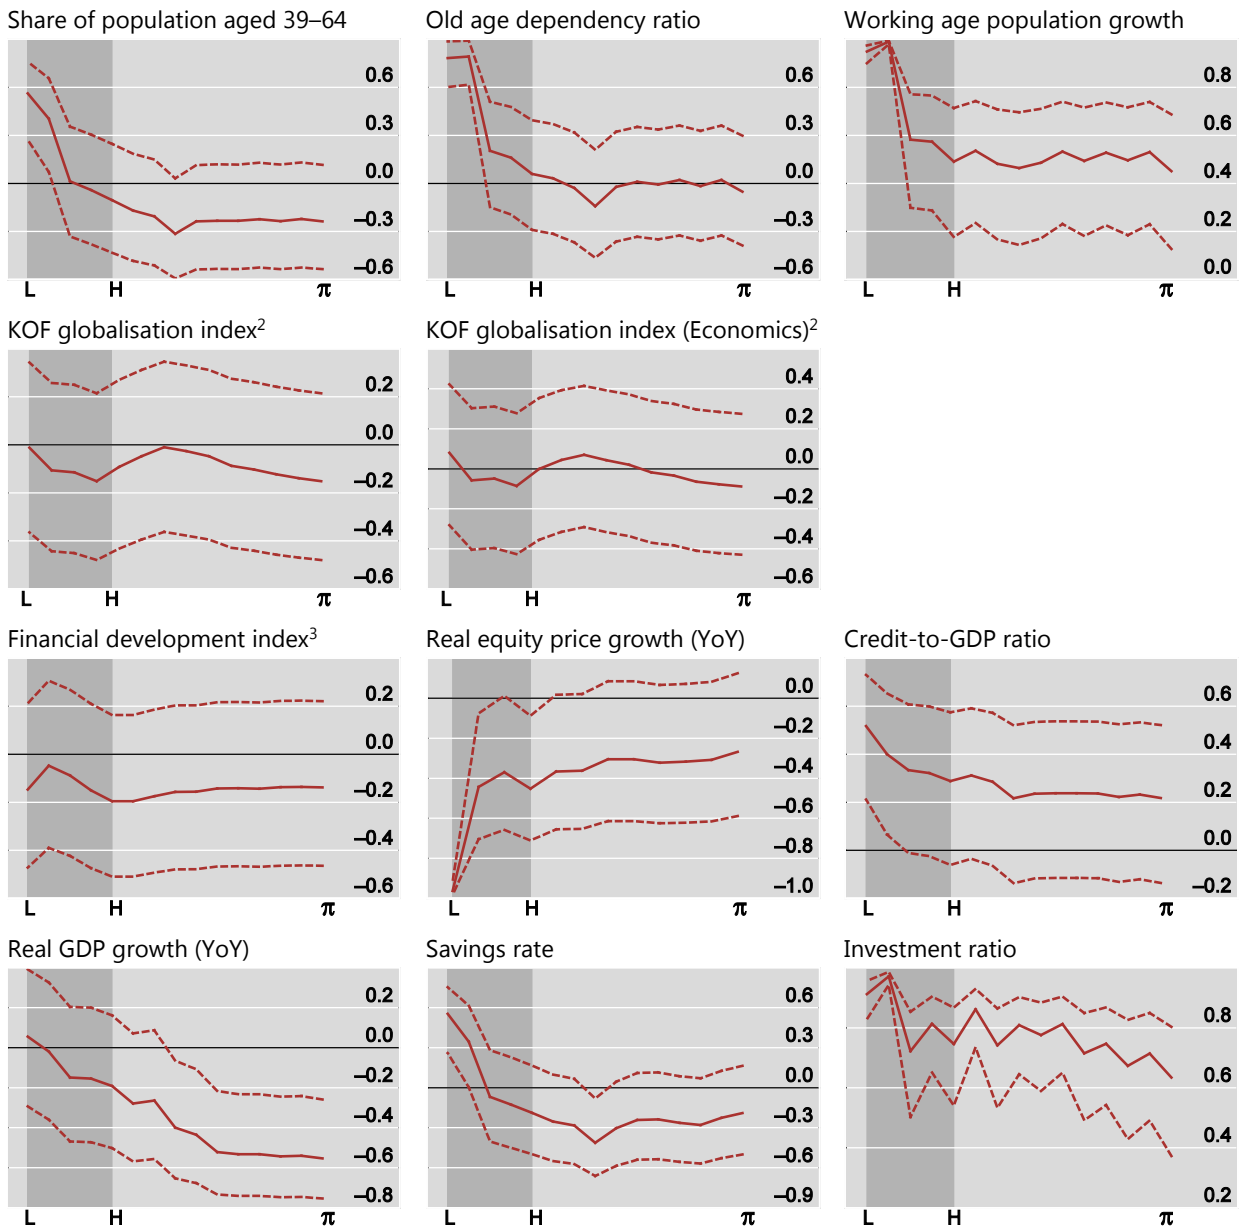 Share of population aged 39–64
Old age dependency ratio
Working age population growth
0.6
0.3
0.0
–0.3
–0.6
L H π
0.6
0.3
0.0
–0.3
–0.6
L H π
0.8
0.6
0.4
0.2
0.0
L H π
KOF globalisation index2
KOF globalisation index (Economics)2
0.2
0.0
–0.2
–0.4
–0.6
L H π
0.4
0.2
0.0
–0.2
–0.4
–0.6
L H π
Financial development index3
Real equity price growth (YoY)
Credit-to-GDP ratio
0.2
0.0
–0.2
–0.4
–0.6
L H π
0.0
–0.2
–0.4
–0.6
–0.8
–1.0
L H π
0.6
0.4
0.2
0.0
–0.2
L H π
Real GDP growth (YoY)
Savings rate
Investment ratio
0.2
0.0
–0.2
–0.4
–0.6
–0.8
L H π
0.6
0.3
0.0
–0.3
–0.6
–0.9
L H π
0.8
0.6
0.4
0.2
L H π